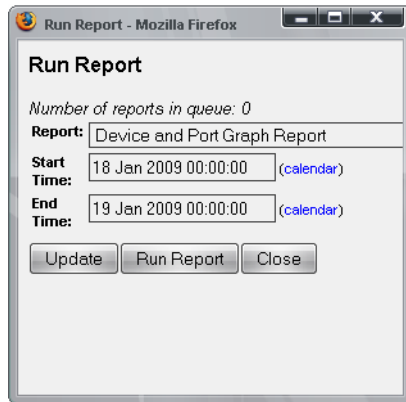 Run Report - Mozilla Firefox
Run Report
Number of reports in queue: 0
Report: Device and Port Graph Report
Start Time: 18 Jan 2009 00:00:00 (calendar)
End Time: 19 Jan 2009 00:00:00 (calendar)
Update Run Report Close